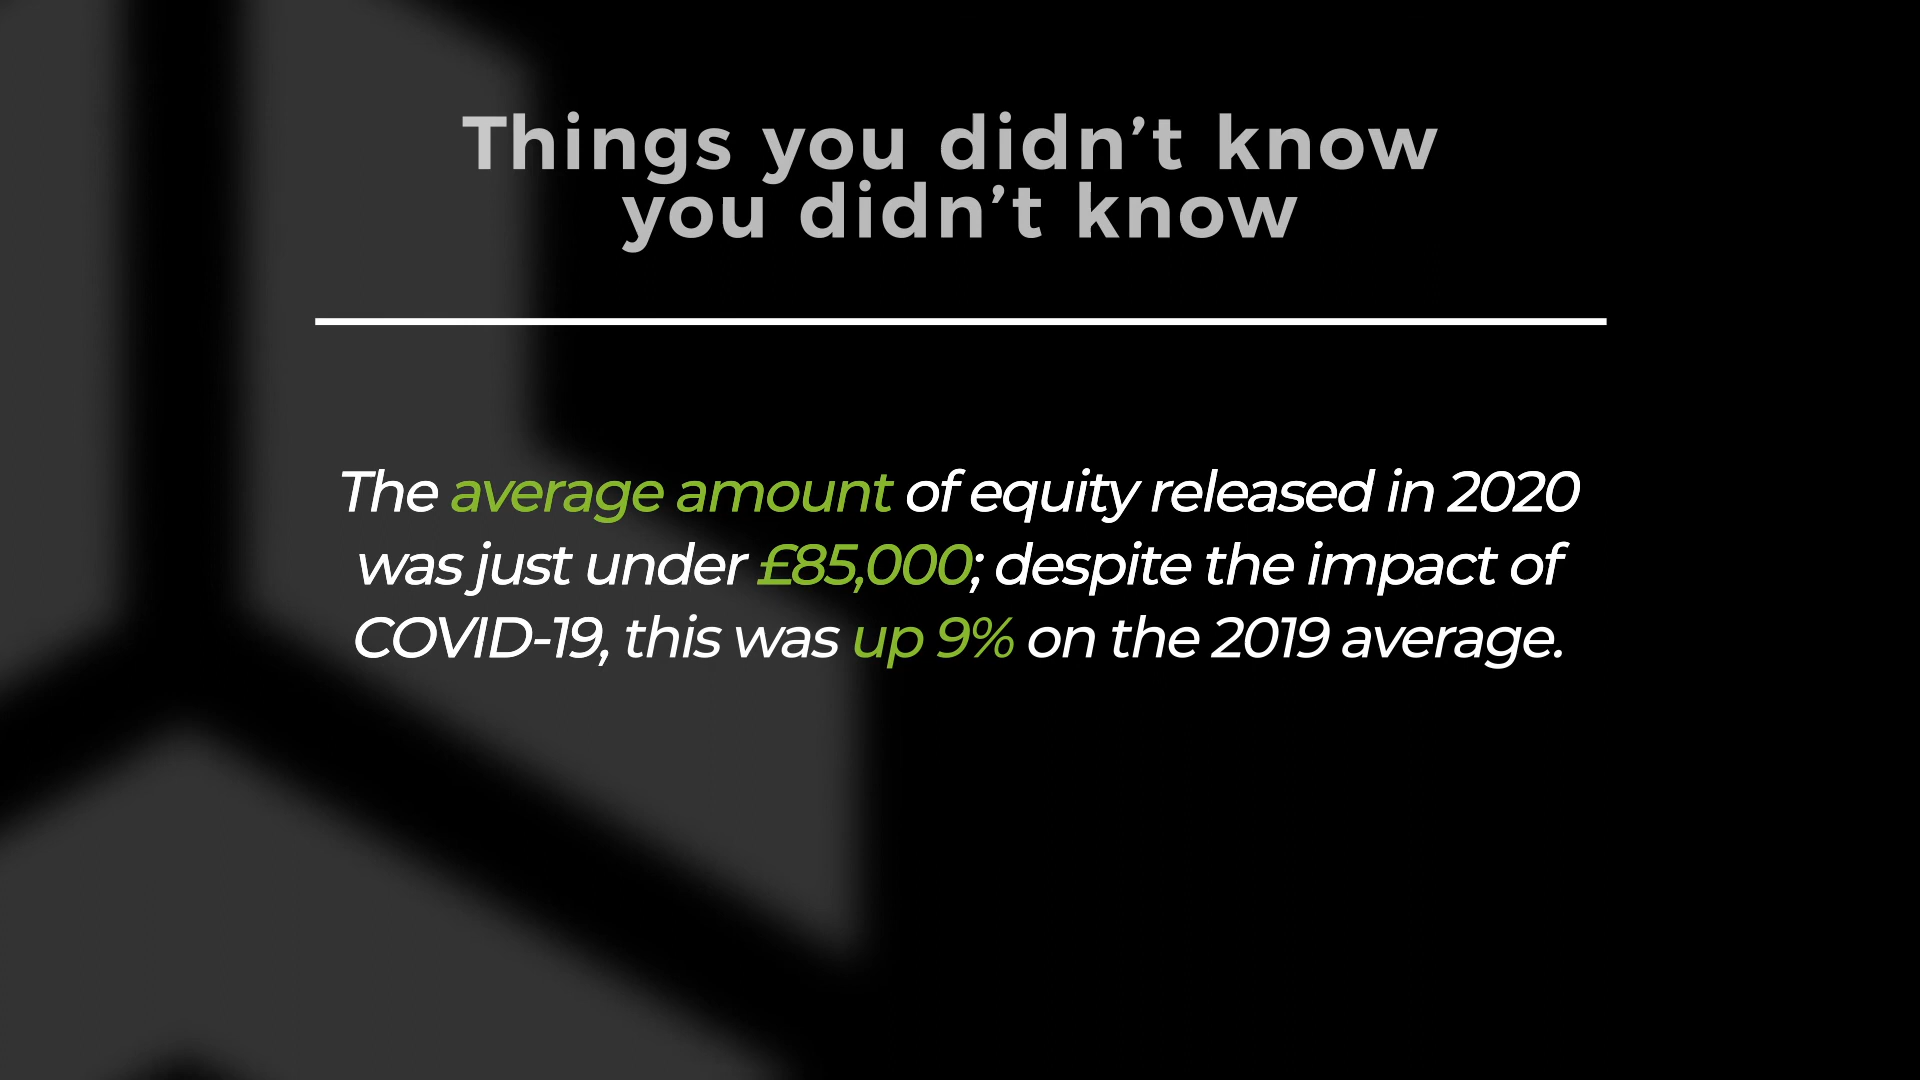 Things you didn’t know
you didn’t know
The average amount of equity released in 2020
was just under £85,000; despite the impact of
COVID-19, this was up 9% on the 2019 average.